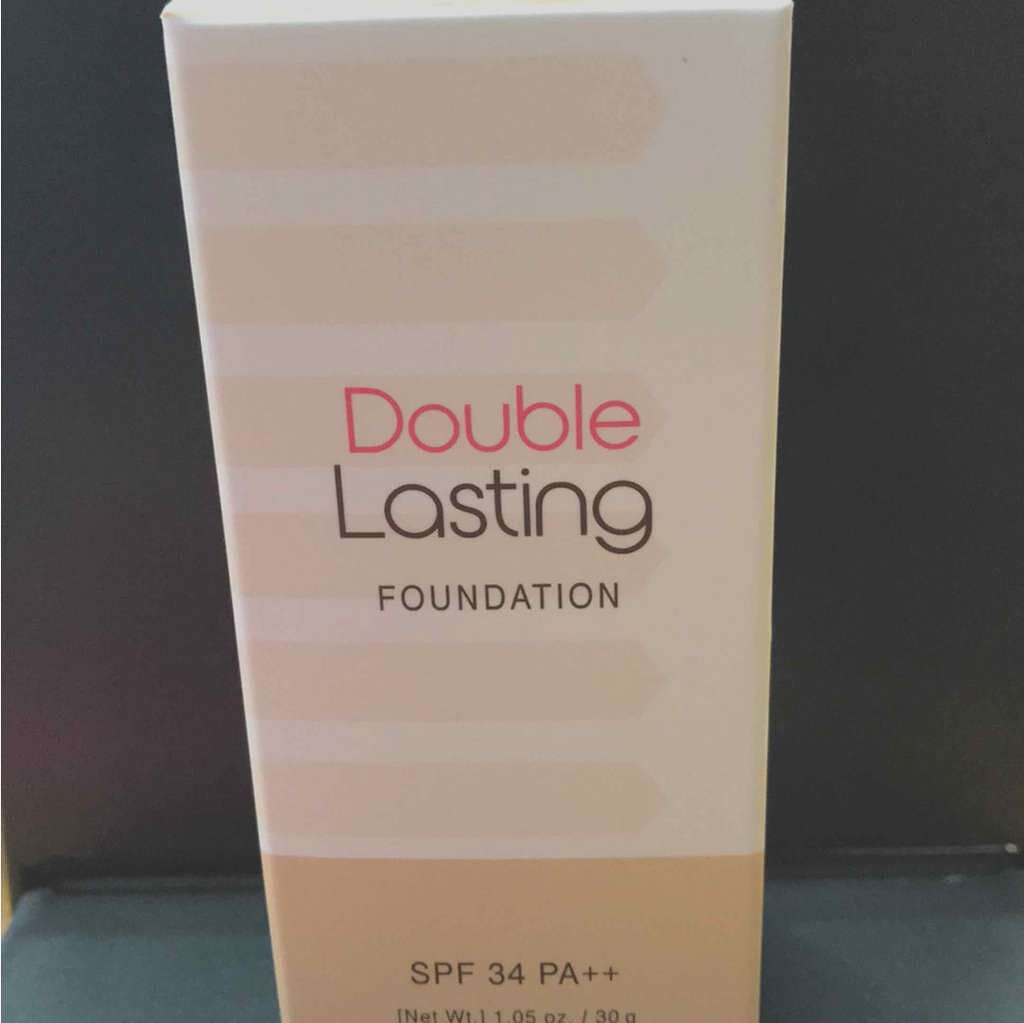 Double
Lasting
FOUNDATION
SPF 34 PA++
[Net Wt.] 1.05 oz. / 30 g